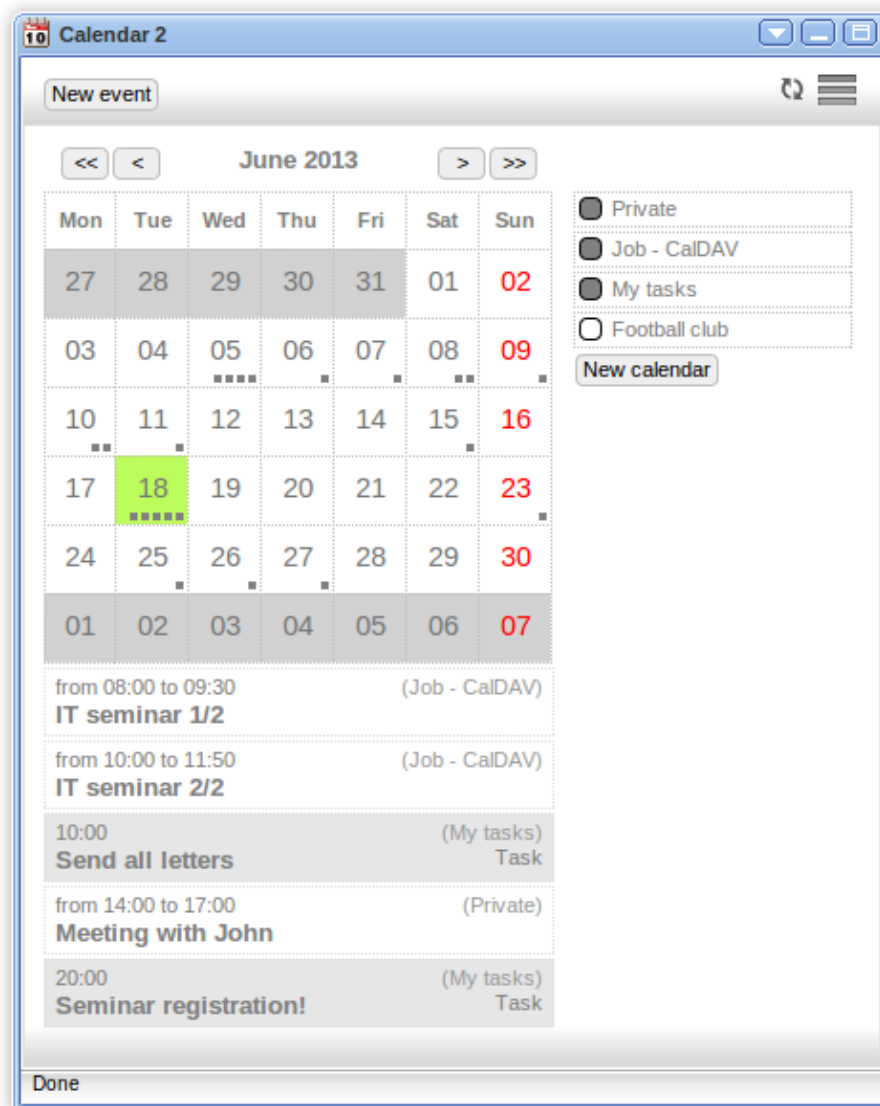 10 Calendar 2
New event
<< < June 2013 > >>
Mon Tue Wed Thu Fri Sat Sun
27 28 29 30 31 01 02
03 04 05 06 07 08 09
10 11 12 13 14 15 16
17 18 19 20 21 22 23
24 25 26 27 28 29 30
01 02 03 04 05 06 07
Private
Job - CalDAV
My tasks
Football club
New calendar
from 08:00 to 09:30 (Job - CalDAV)
IT seminar 1/2
from 10:00 to 11:50 (Job - CalDAV)
IT seminar 2/2
10:00 (My tasks)
Send all letters Task
from 14:00 to 17:00 (Private)
Meeting with John
20:00 (My tasks)
Seminar registration! Task
Done